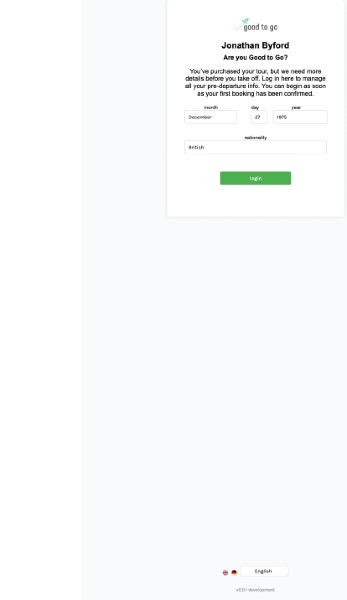 good to go
Jonathan Byford
Are you Good to Go?
You've purchased your tour, but we need more
details before you take off. Log in here to manage
all your pre-departure info. You can begin as soon
as your first booking has been confirmed.
month day year
December 27 1975
nationality
British
login
English